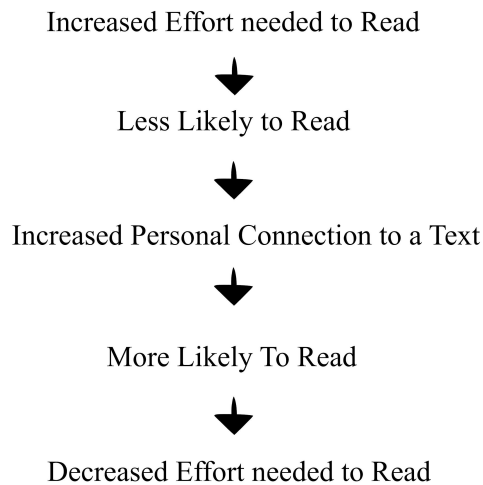 Increased Effort needed to Read
Less Likely to Read
Increased Personal Connection to a Text
More Likely To Read
Decreased Effort needed to Read